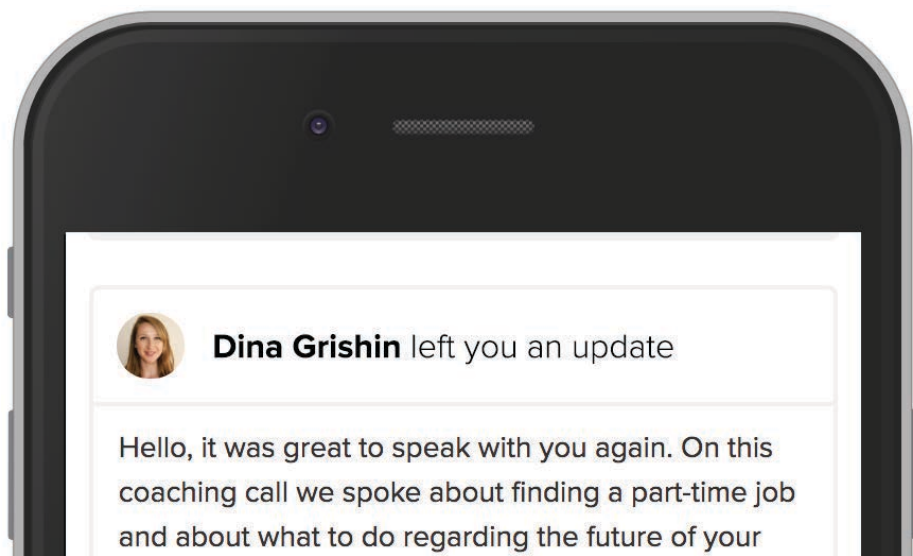 Dina Grishin left you an update
Hello, it was great to speak with you again. On this
coaching call we spoke about finding a part-time job
and about what to do regarding the future of your